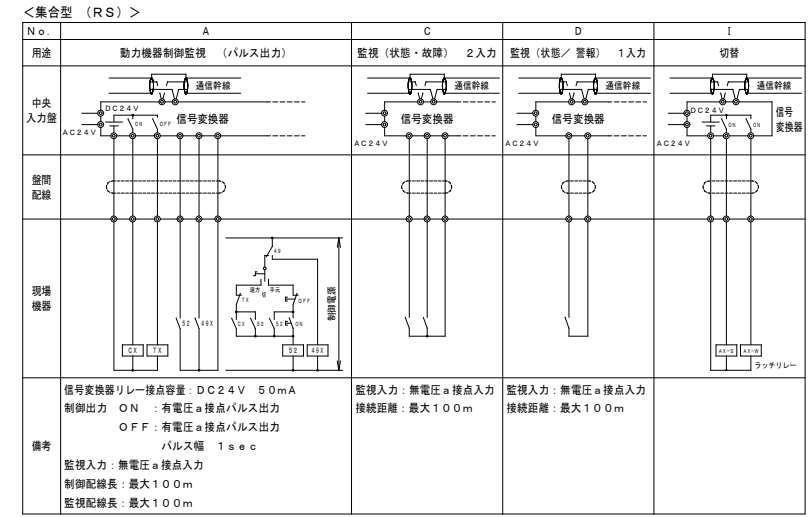 ＜集合型 （ＲＳ）＞
Ｎｏ． Ａ Ｃ Ｄ Ｉ
用途 動力機器制御監視 （パルス出力） 監視（状態・故障） ２入力 監視（状態／ 警報） １入力 切替
中央
入力盤
通信幹線
ＤＣ２４Ｖ
ＯＮ ＯＦＦ
信号変換器
ＡＣ２４Ｖ
通信幹線
信号変換器
ＡＣ２４Ｖ
通信幹線
信号変換器
ＡＣ２４Ｖ
通信幹線
ＤＣ２４Ｖ
ＯＮ ＯＮ
信号
変換器
ＡＣ２４Ｖ
盤間
配線
現場
機器
ＣＸ ＴＸ
５２ ４９Ｘ
４９
遠方 切 手元
ＴＸ ＯＦＦ
ＣＸ ５２ ５２ ＯＮ
５２ ４９Ｘ
制御電源
ＡＸ－Ｓ ＡＸ－Ｗ
ラッチリレー
備考
信号変換器リレー接点容量：ＤＣ２４Ｖ ５０ｍＡ
制御出力 ＯＮ ：有電圧ａ接点パルス出力
ＯＦＦ：有電圧ａ接点パルス出力
パルス幅 １ｓｅｃ
監視入力：無電圧ａ接点入力
制御配線長：最大１００ｍ
監視配線長：最大１００ｍ
監視入力：無電圧ａ接点入力
接続距離：最大１００ｍ
監視入力：無電圧ａ接点入力
接続距離：最大１００ｍ